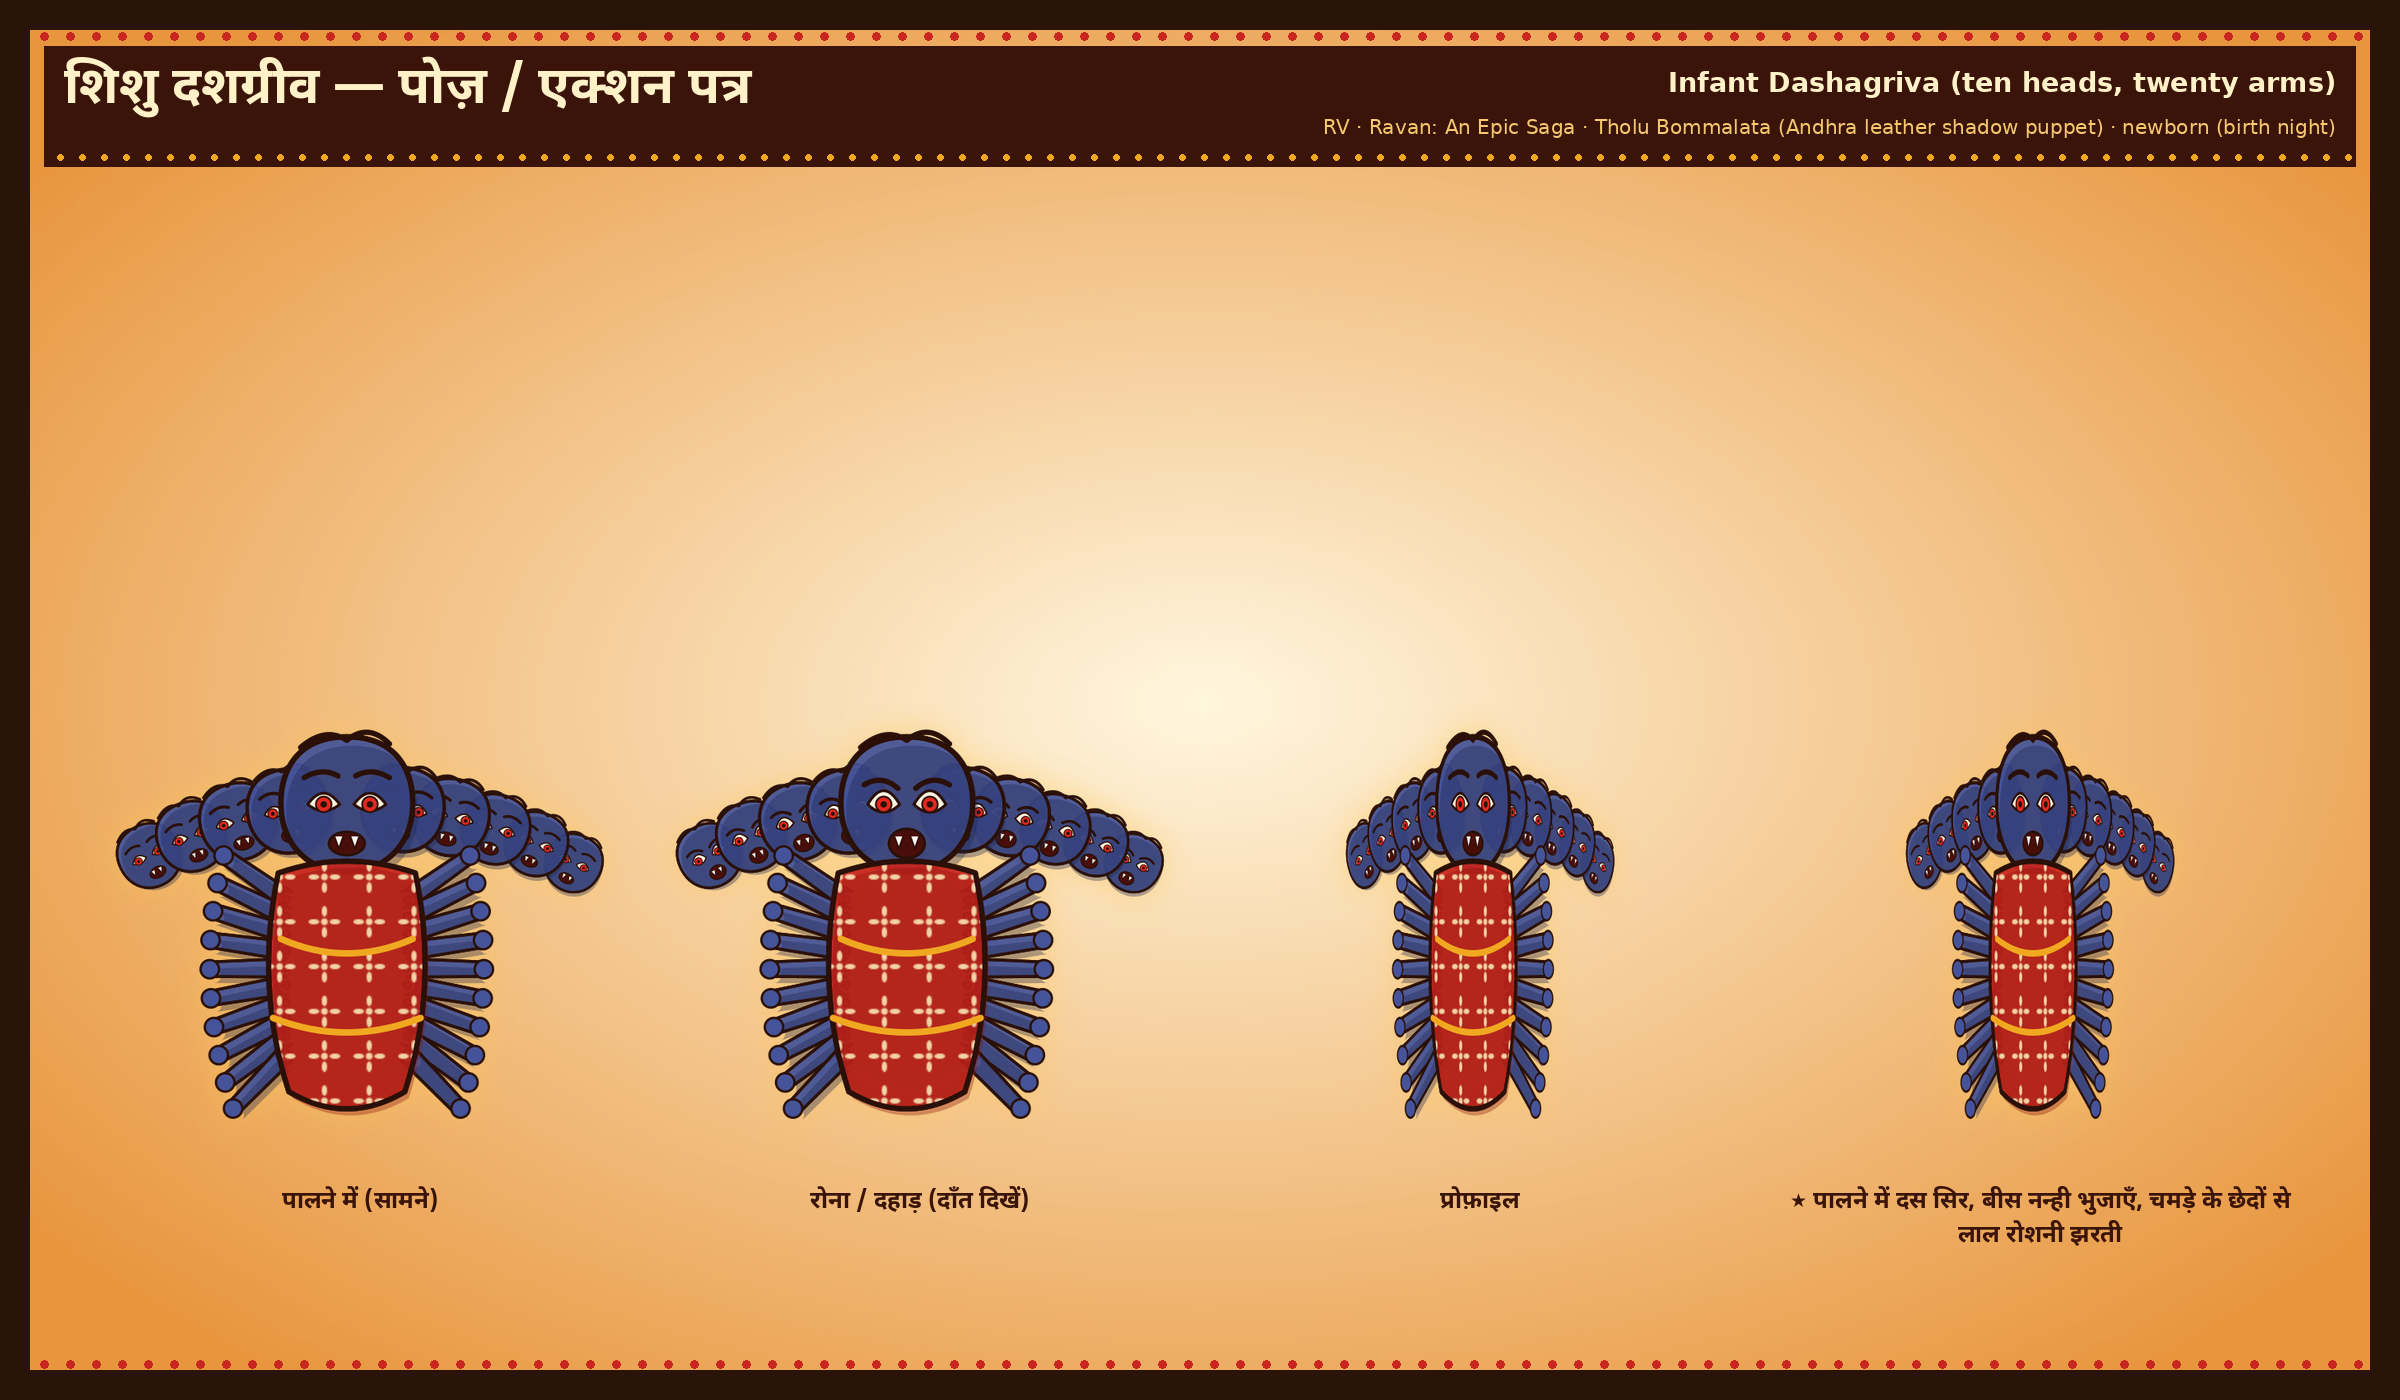 शिशु दशग्रीव — पोज़ / एक्शन पत्र
Infant Dashagriva (ten heads, twenty arms)
RV · Ravan: An Epic Saga · Tholu Bommalata (Andhra leather shadow puppet) · newborn (birth night)
पालने में (सामने)
रोना / दहाड़ (दाँत दिखें)
प्रोफ़ाइल
★ पालने में दस सिर, बीस नन्ही भुजाएँ, चमड़े के छेदों से
लाल रोशनी झरती